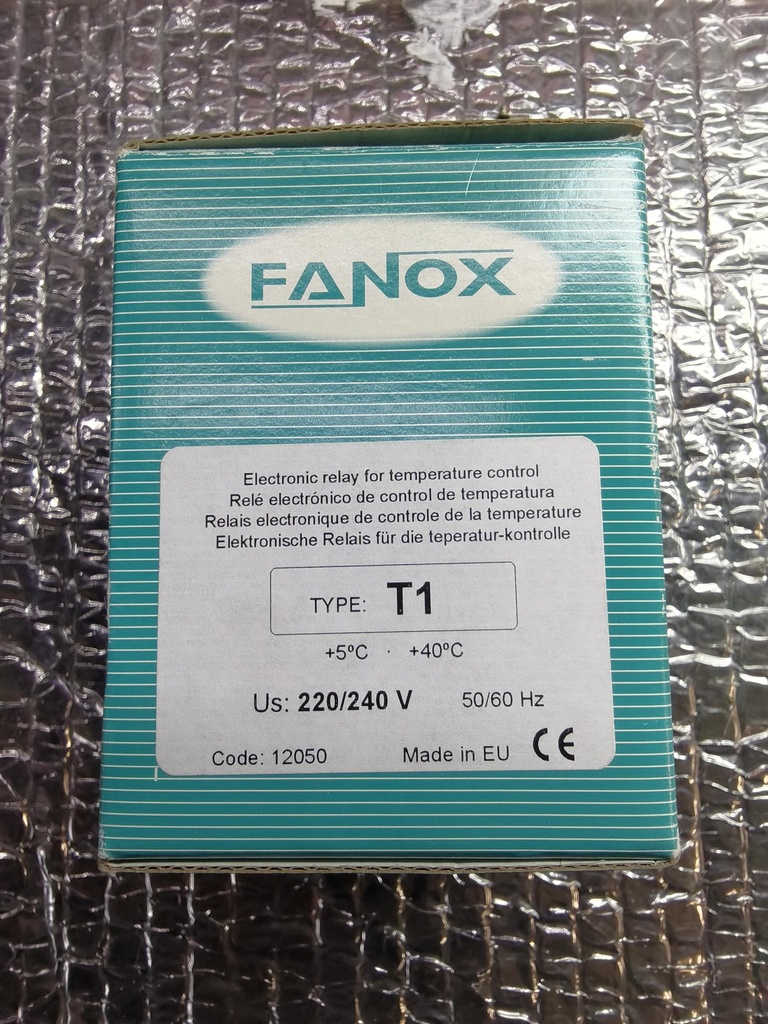 FANOX
Electronic relay for temperature control
Relé electrónico de control de temperatura
Relais electronique de controle de la temperature
Elektronische Relais für die teperatur-kontrolle
TYPE: T1
+5ºC · +40ºC
Us: 220/240 V 50/60 Hz
Code: 12050 Made in EU CE